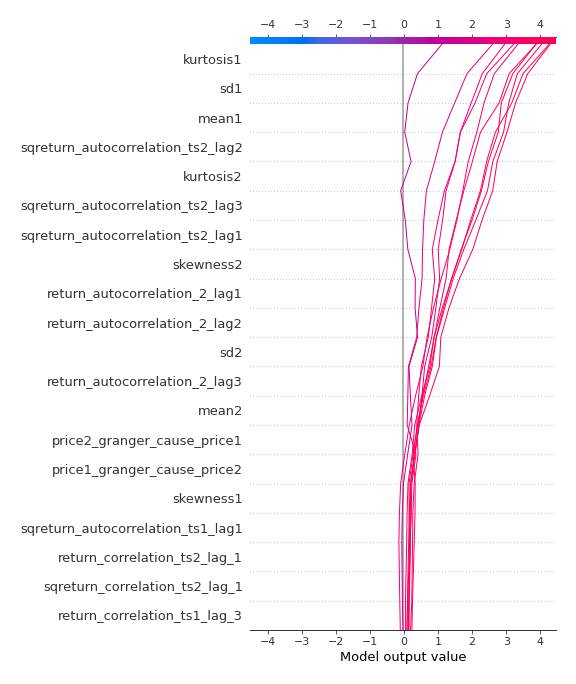 −4 −3 −2 −1 0 1 2 3 4
kurtosis1
sd1
mean1
sqreturn_autocorrelation_ts2_lag2
kurtosis2
sqreturn_autocorrelation_ts2_lag3
sqreturn_autocorrelation_ts2_lag1
skewness2
return_autocorrelation_2_lag1
return_autocorrelation_2_lag2
sd2
return_autocorrelation_2_lag3
mean2
price2_granger_cause_price1
price1_granger_cause_price2
skewness1
sqreturn_autocorrelation_ts1_lag1
return_correlation_ts2_lag_1
sqreturn_correlation_ts2_lag_1
return_correlation_ts1_lag_3
−4 −3 −2 −1 0 1 2 3 4
Model output value